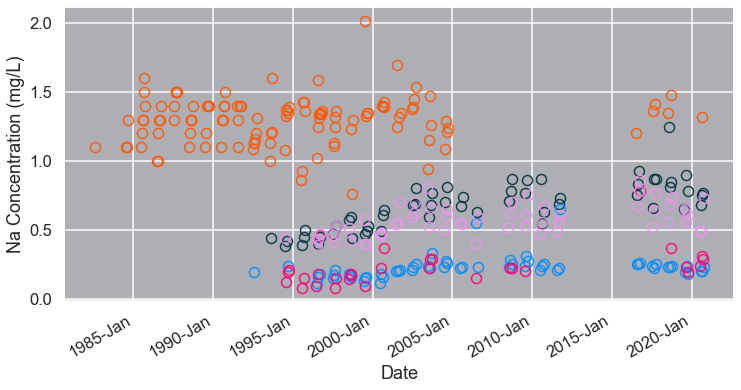 2.0
1.5
1.0
0.5
0.0
Na Concentration (mg/L)
1985-Jan
1990-Jan
1995-Jan
2000-Jan
2005-Jan
2010-Jan
2015-Jan
2020-Jan
Date